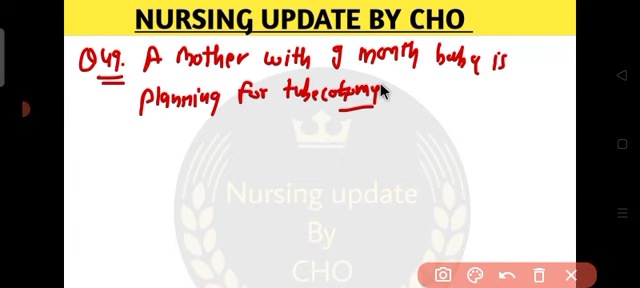 NURSING UPDATE BY CHO
Q49. A mother with 9 month baby is
planning for tubectomy
Nursing update
By
CHO